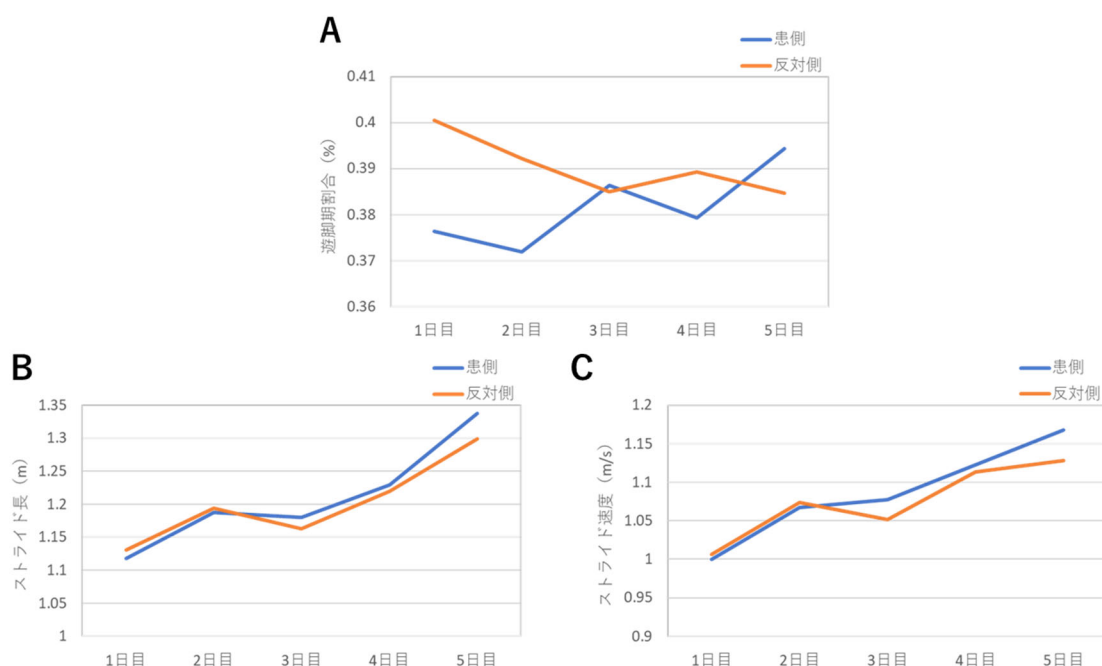 A
患側
反対側
遊脚期割合（%）
0.41
0.4
0.39
0.38
0.37
0.36
1日目 2日目 3日目 4日目 5日目
B
患側
反対側
ストライド長（m）
1.35
1.3
1.25
1.2
1.15
1.1
1.05
1
1日目 2日目 3日目 4日目 5日目
C
患側
反対側
ストライド速度（m/s）
1.2
1.15
1.1
1.05
1
0.95
0.9
1日目 2日目 3日目 4日目 5日目